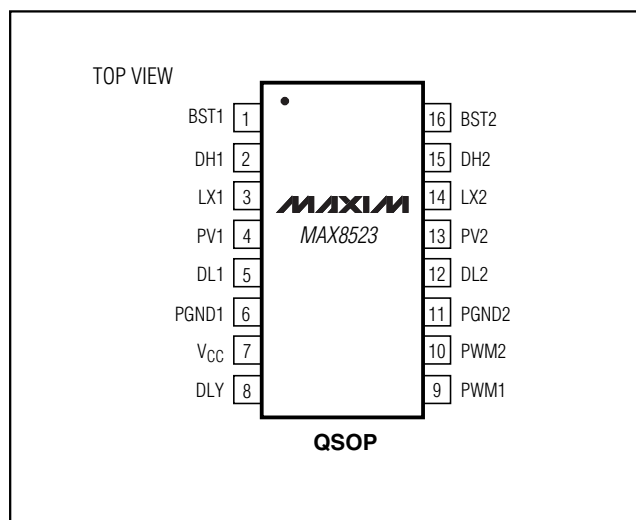 TOP VIEW
BST1 1 16 BST2
DH1 2 15 DH2
LX1 3 14 LX2
MAXIM
PV1 4 MAX8523 13 PV2
DL1 5 12 DL2
PGND1 6 11 PGND2
VCC 7 10 PWM2
DLY 8 9 PWM1
QSOP